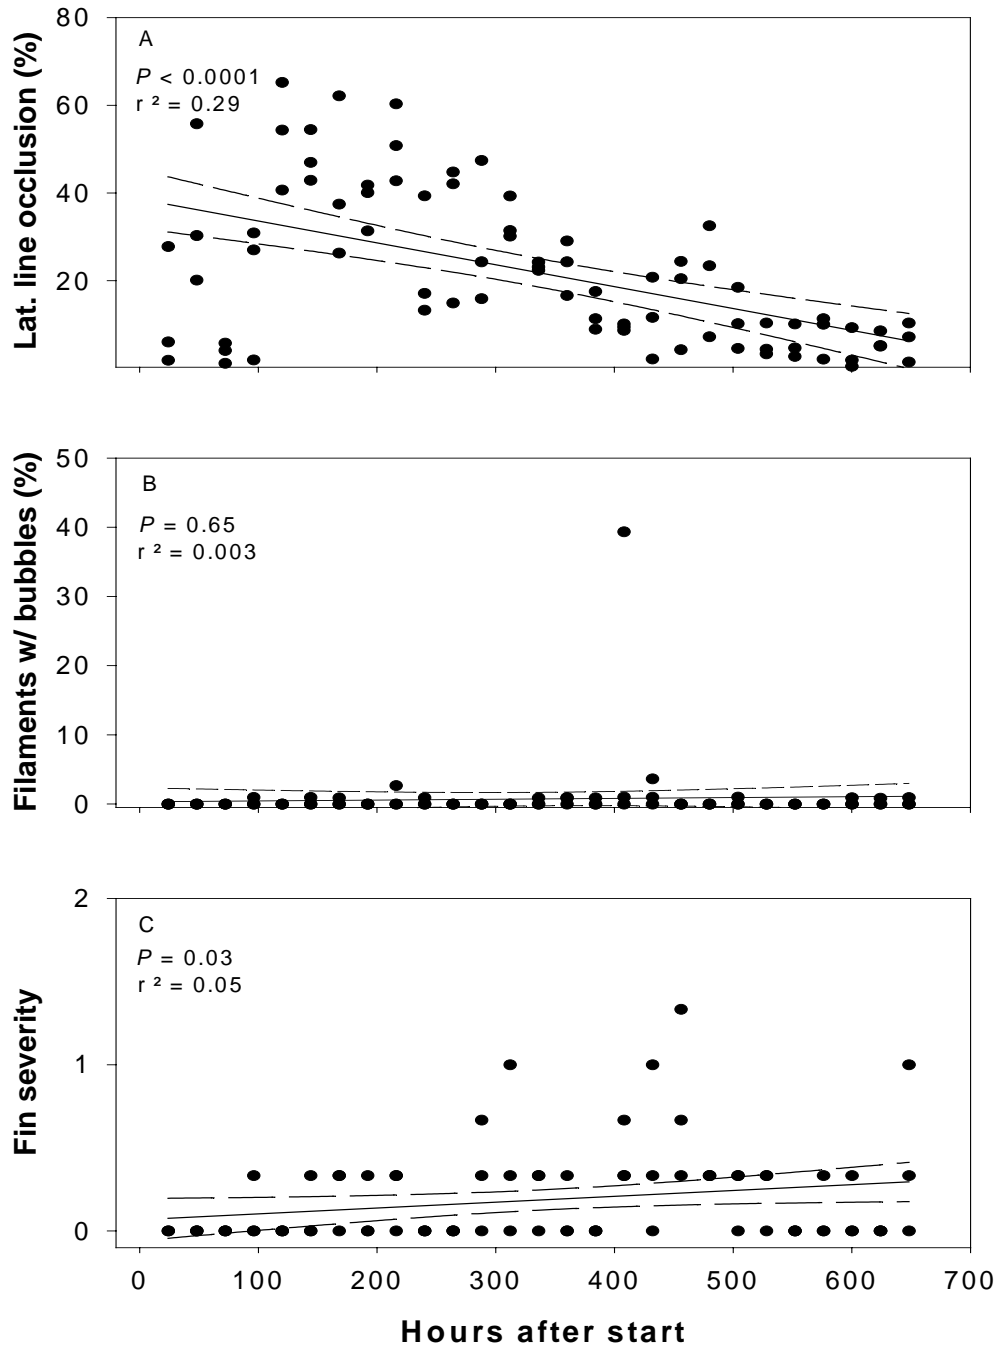 Lat. line occlusion (%)
80
60
40
20
A
P < 0.0001
r ² = 0.29
Filaments w/ bubbles (%)
50
40
30
20
10
0
B
P = 0.65
r ² = 0.003
Fin severity
2
1
0
C
P = 0.03
r ² = 0.05
0 100 200 300 400 500 600 700
Hours after start